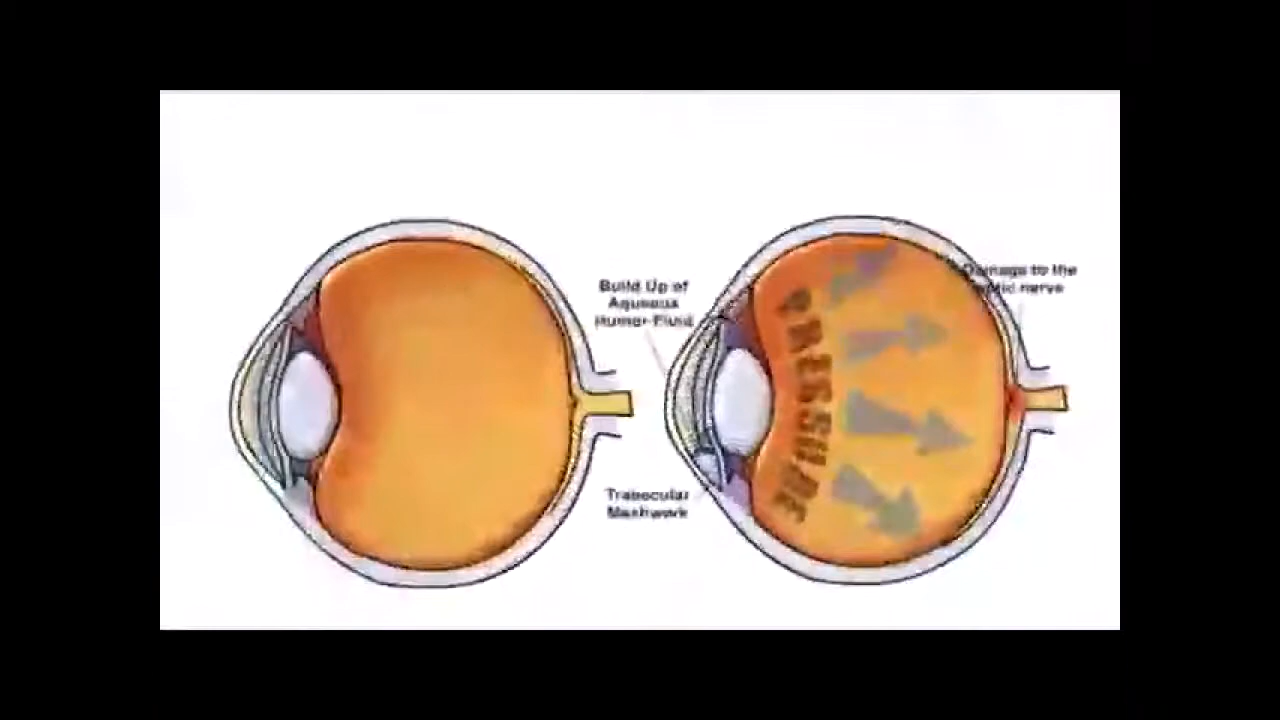 Build Up of
Aqueous
Humor Fluid
Damage to the
optic nerve
PRESSURE
Trabecular
Meshwork